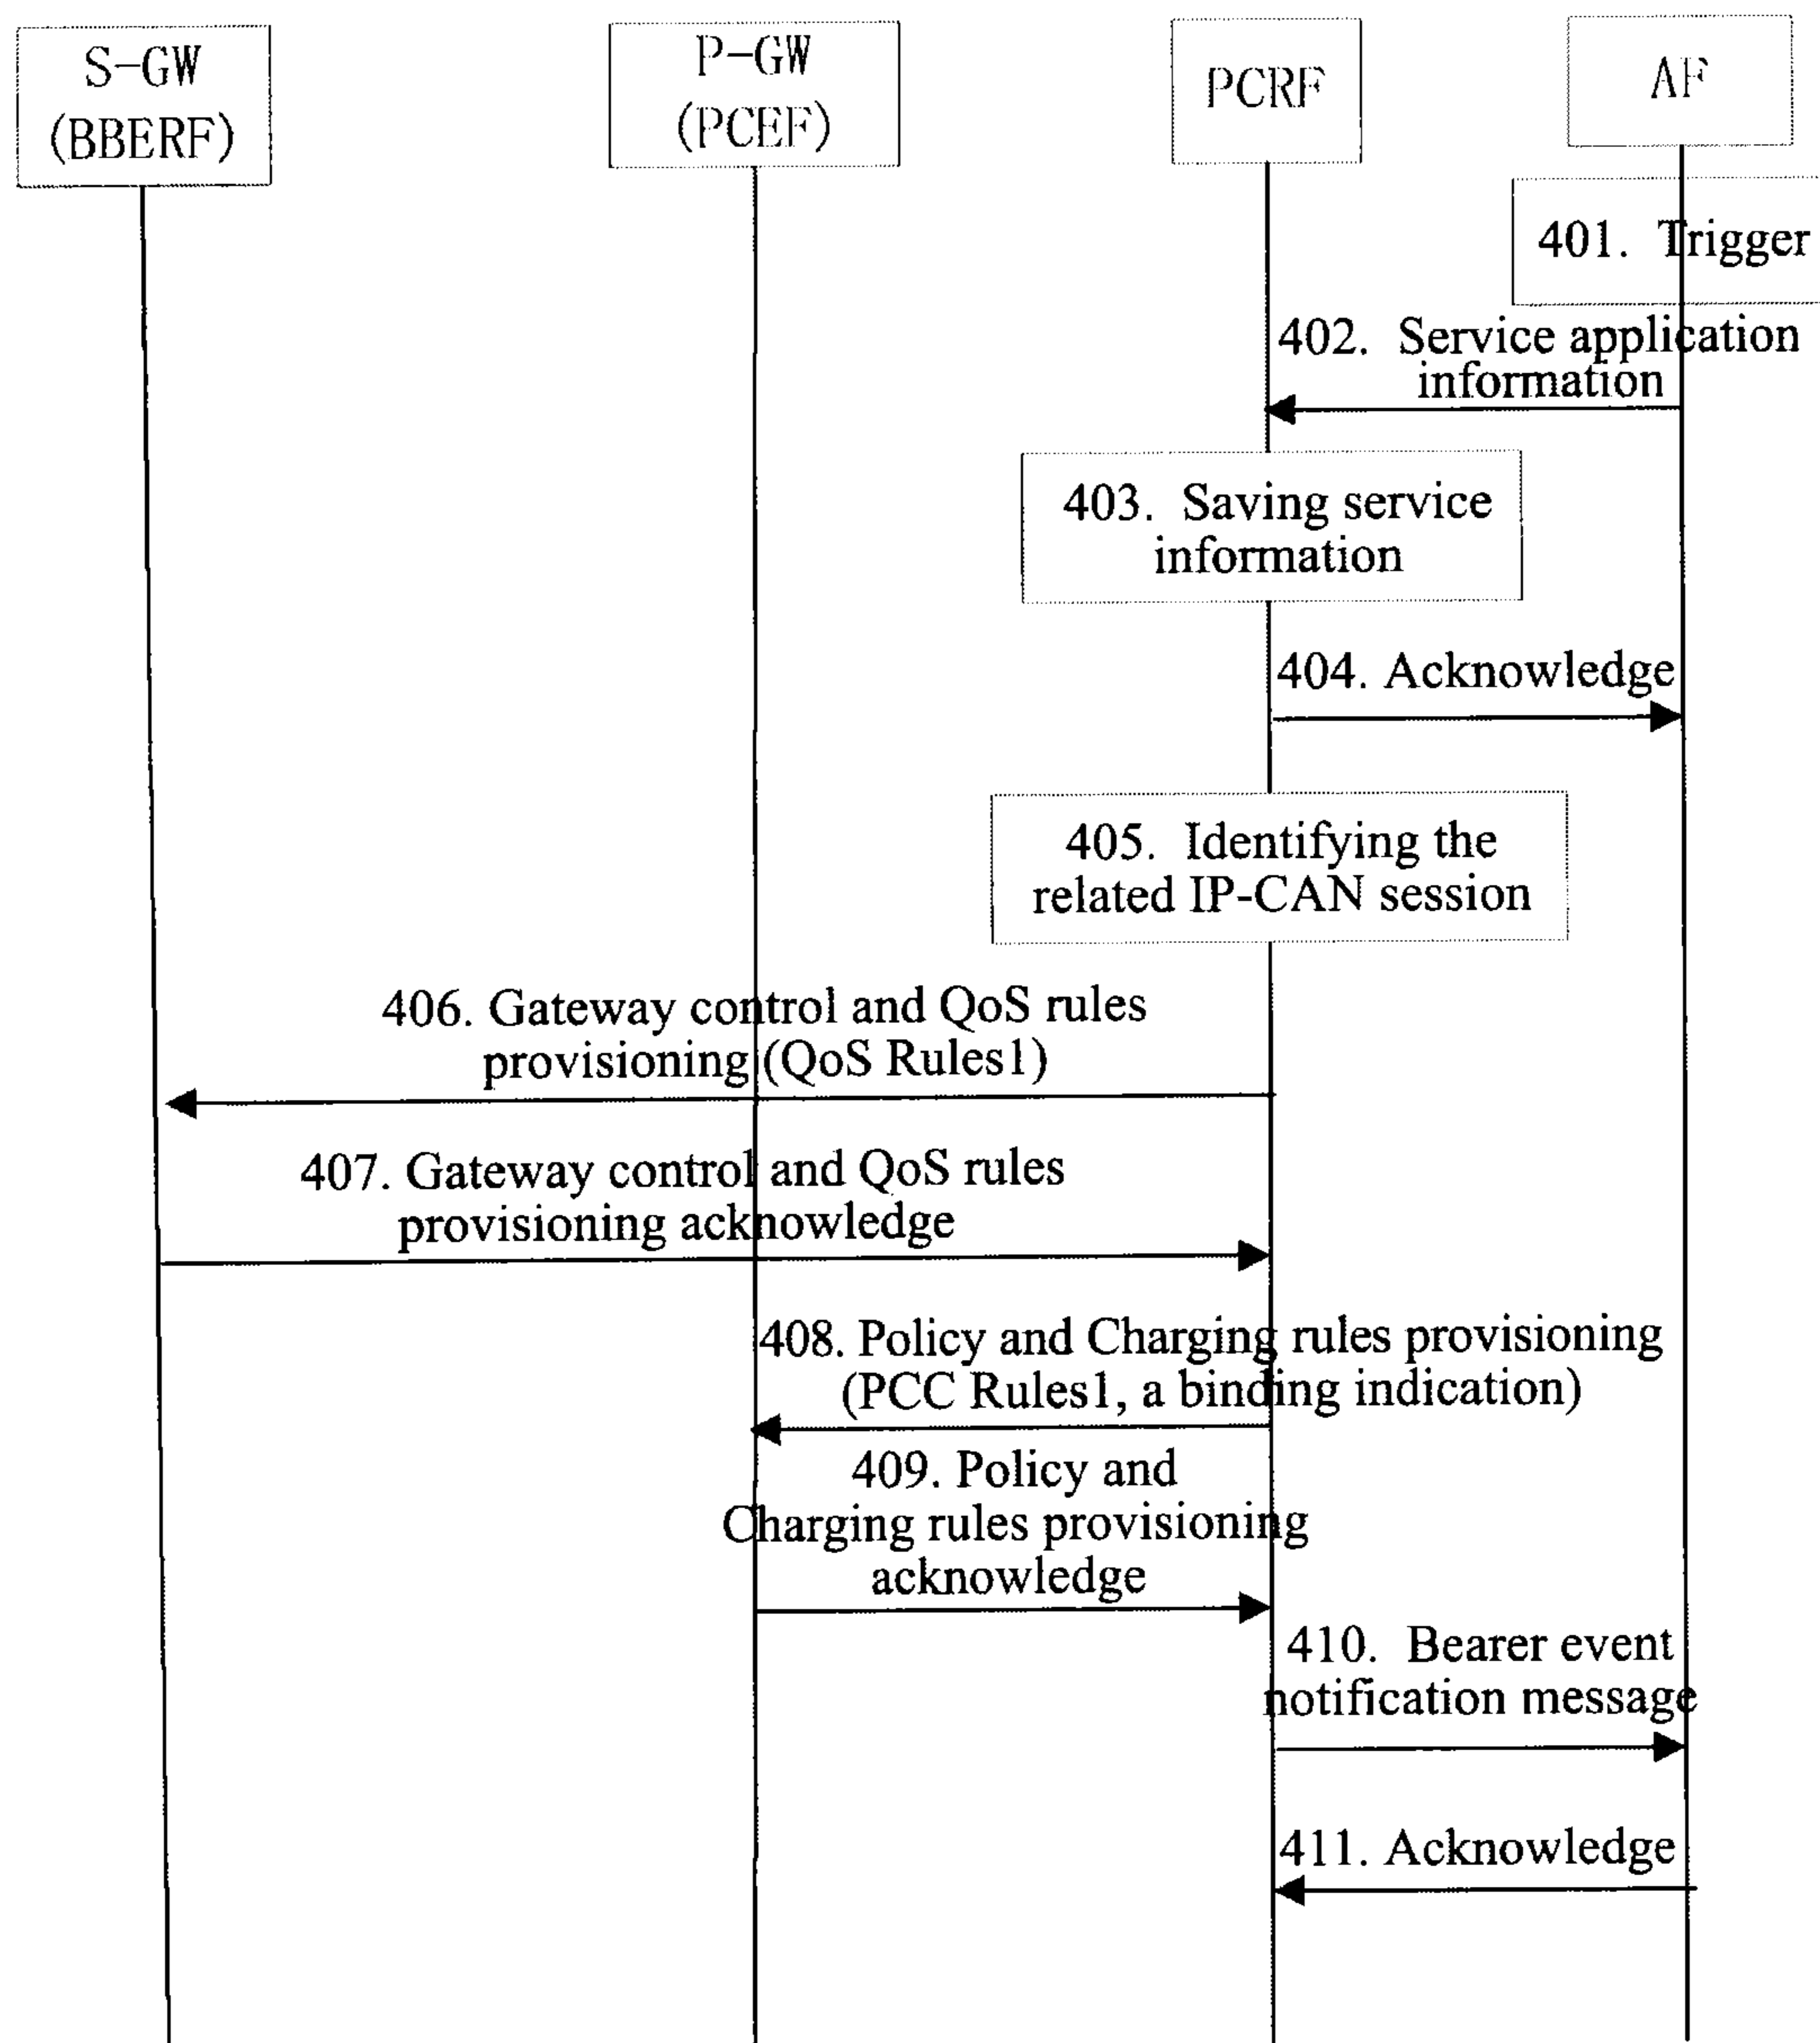 S-GW
(BBERF)
P-GW
(PCEF)
PCRF
AF
401. Trigger
402. Service application
information
403. Saving service
information
404. Acknowledge
405. Identifying the
related IP-CAN session
406. Gateway control and QoS rules
provisioning (QoS Rules1)
407. Gateway control and QoS rules
provisioning acknowledge
408. Policy and Charging rules provisioning
(PCC Rules1, a binding indication)
409. Policy and
Charging rules provisioning
acknowledge
410. Bearer event
notification message
411. Acknowledge